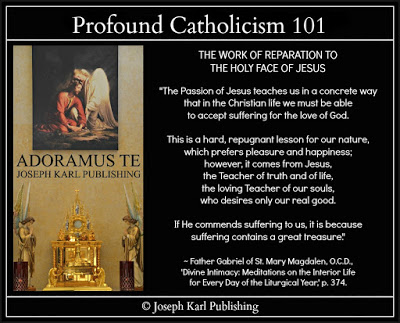 Profound Catholicism 101
ADORAMUS TE
JOSEPH KARL PUBLISHING
THE WORK OF REPARATION TO
THE HOLY FACE OF JESUS
"The Passion of Jesus teaches us in a concrete way
that in the Christian life we must be able
to accept suffering for the love of God.
This is a hard, repugnant lesson for our nature,
which prefers pleasure and happiness;
however, it comes from Jesus,
the Teacher of truth and of life,
the loving Teacher of our souls,
who desires only our real good.
If He commends suffering to us, it is because
suffering contains a great treasure."
~ Father Gabriel of St. Mary Magdalen, O.C.D.,
"Divine Intimacy: Meditations on the Interior Life
for Every Day of the Liturgical Year," p. 374.
© Joseph Karl Publishing